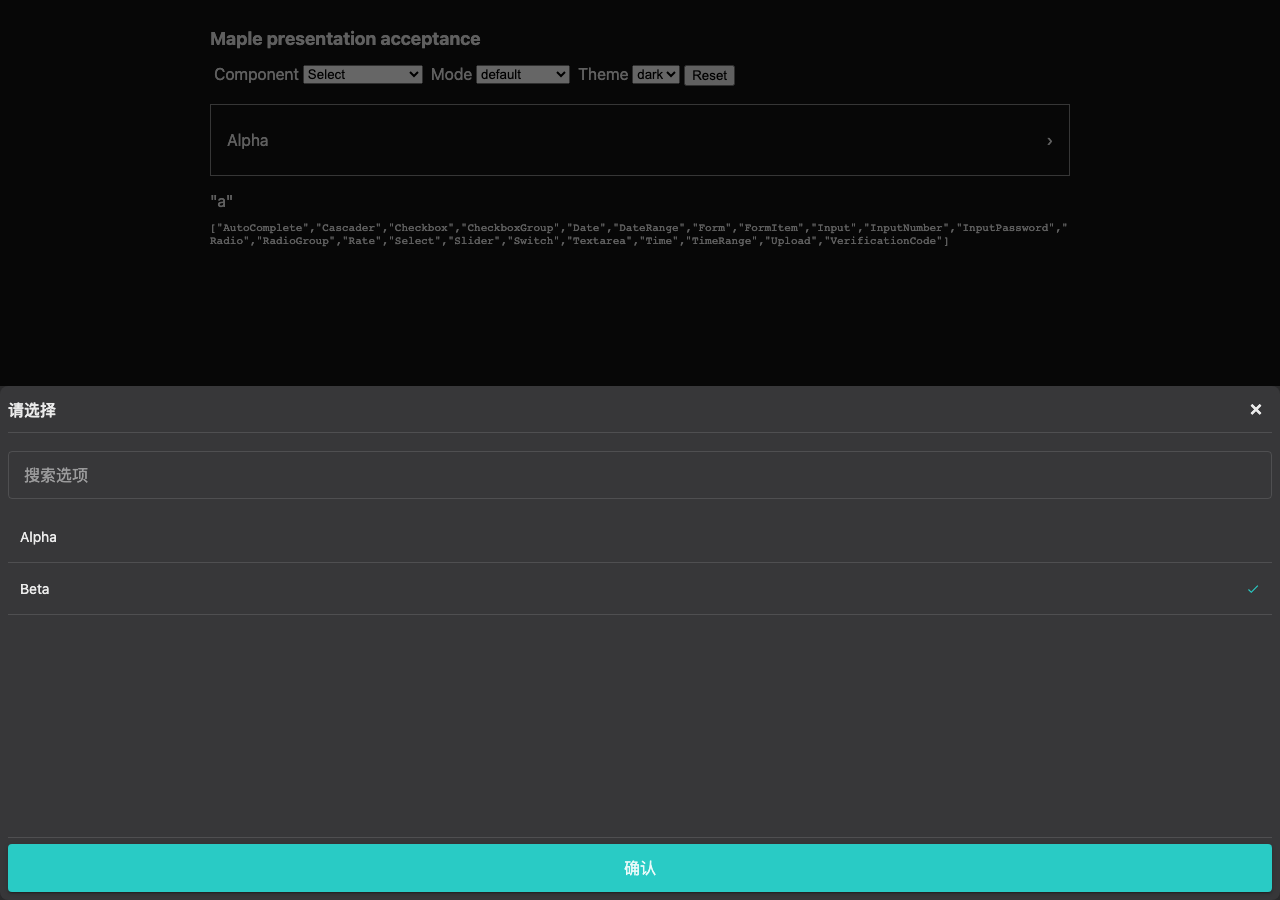 Maple presentation acceptance
Component Select Mode default Theme dark Reset
Alpha ›
"a"
["AutoComplete","Cascader","Checkbox","CheckboxGroup","Date","DateRange","Form","FormItem","Input","InputNumber","InputPassword","
Radio","RadioGroup","Rate","Select","Slider","Switch","Textarea","Time","TimeRange","Upload","VerificationCode"]
请选择
搜索选项
Alpha
Beta
确认